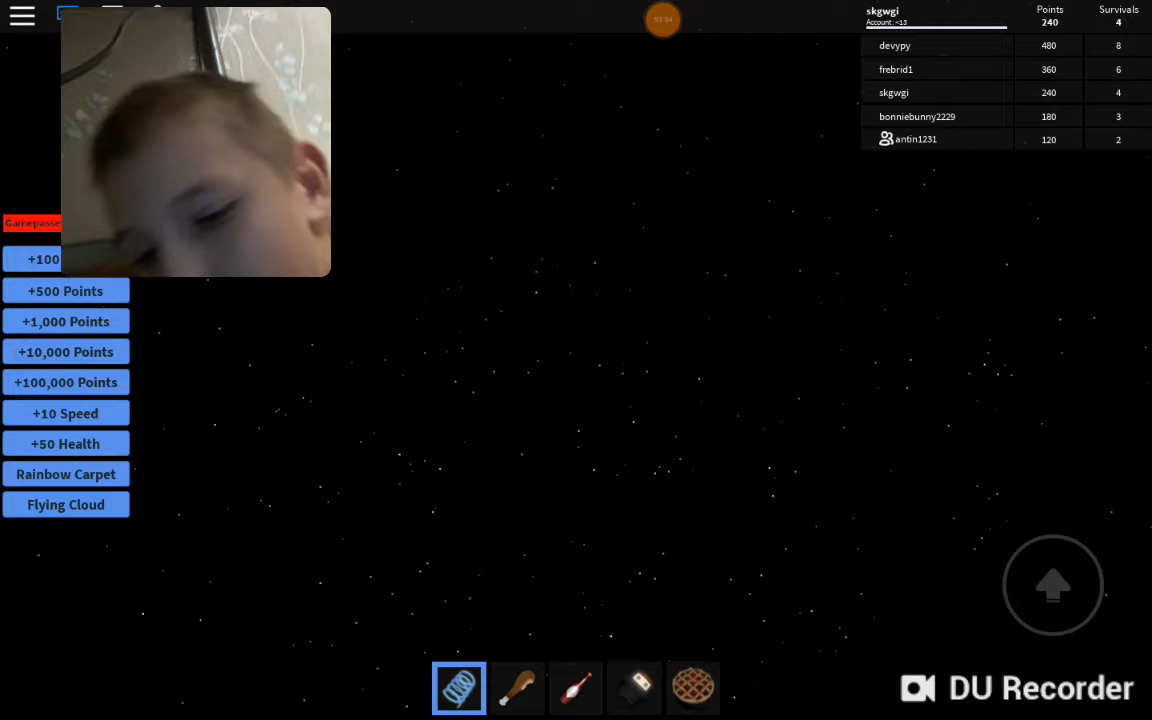 skgwgi
Account: <13
Points
240
Survivals
4
devypy 480 8
frebrid1 360 6
skgwgi 240 4
bonniebunny2229 180 3
antin1231 120 2
Gamepasse
+100
+500 Points
+1,000 Points
+10,000 Points
+100,000 Points
+10 Speed
+50 Health
Rainbow Carpet
Flying Cloud
DU Recorder